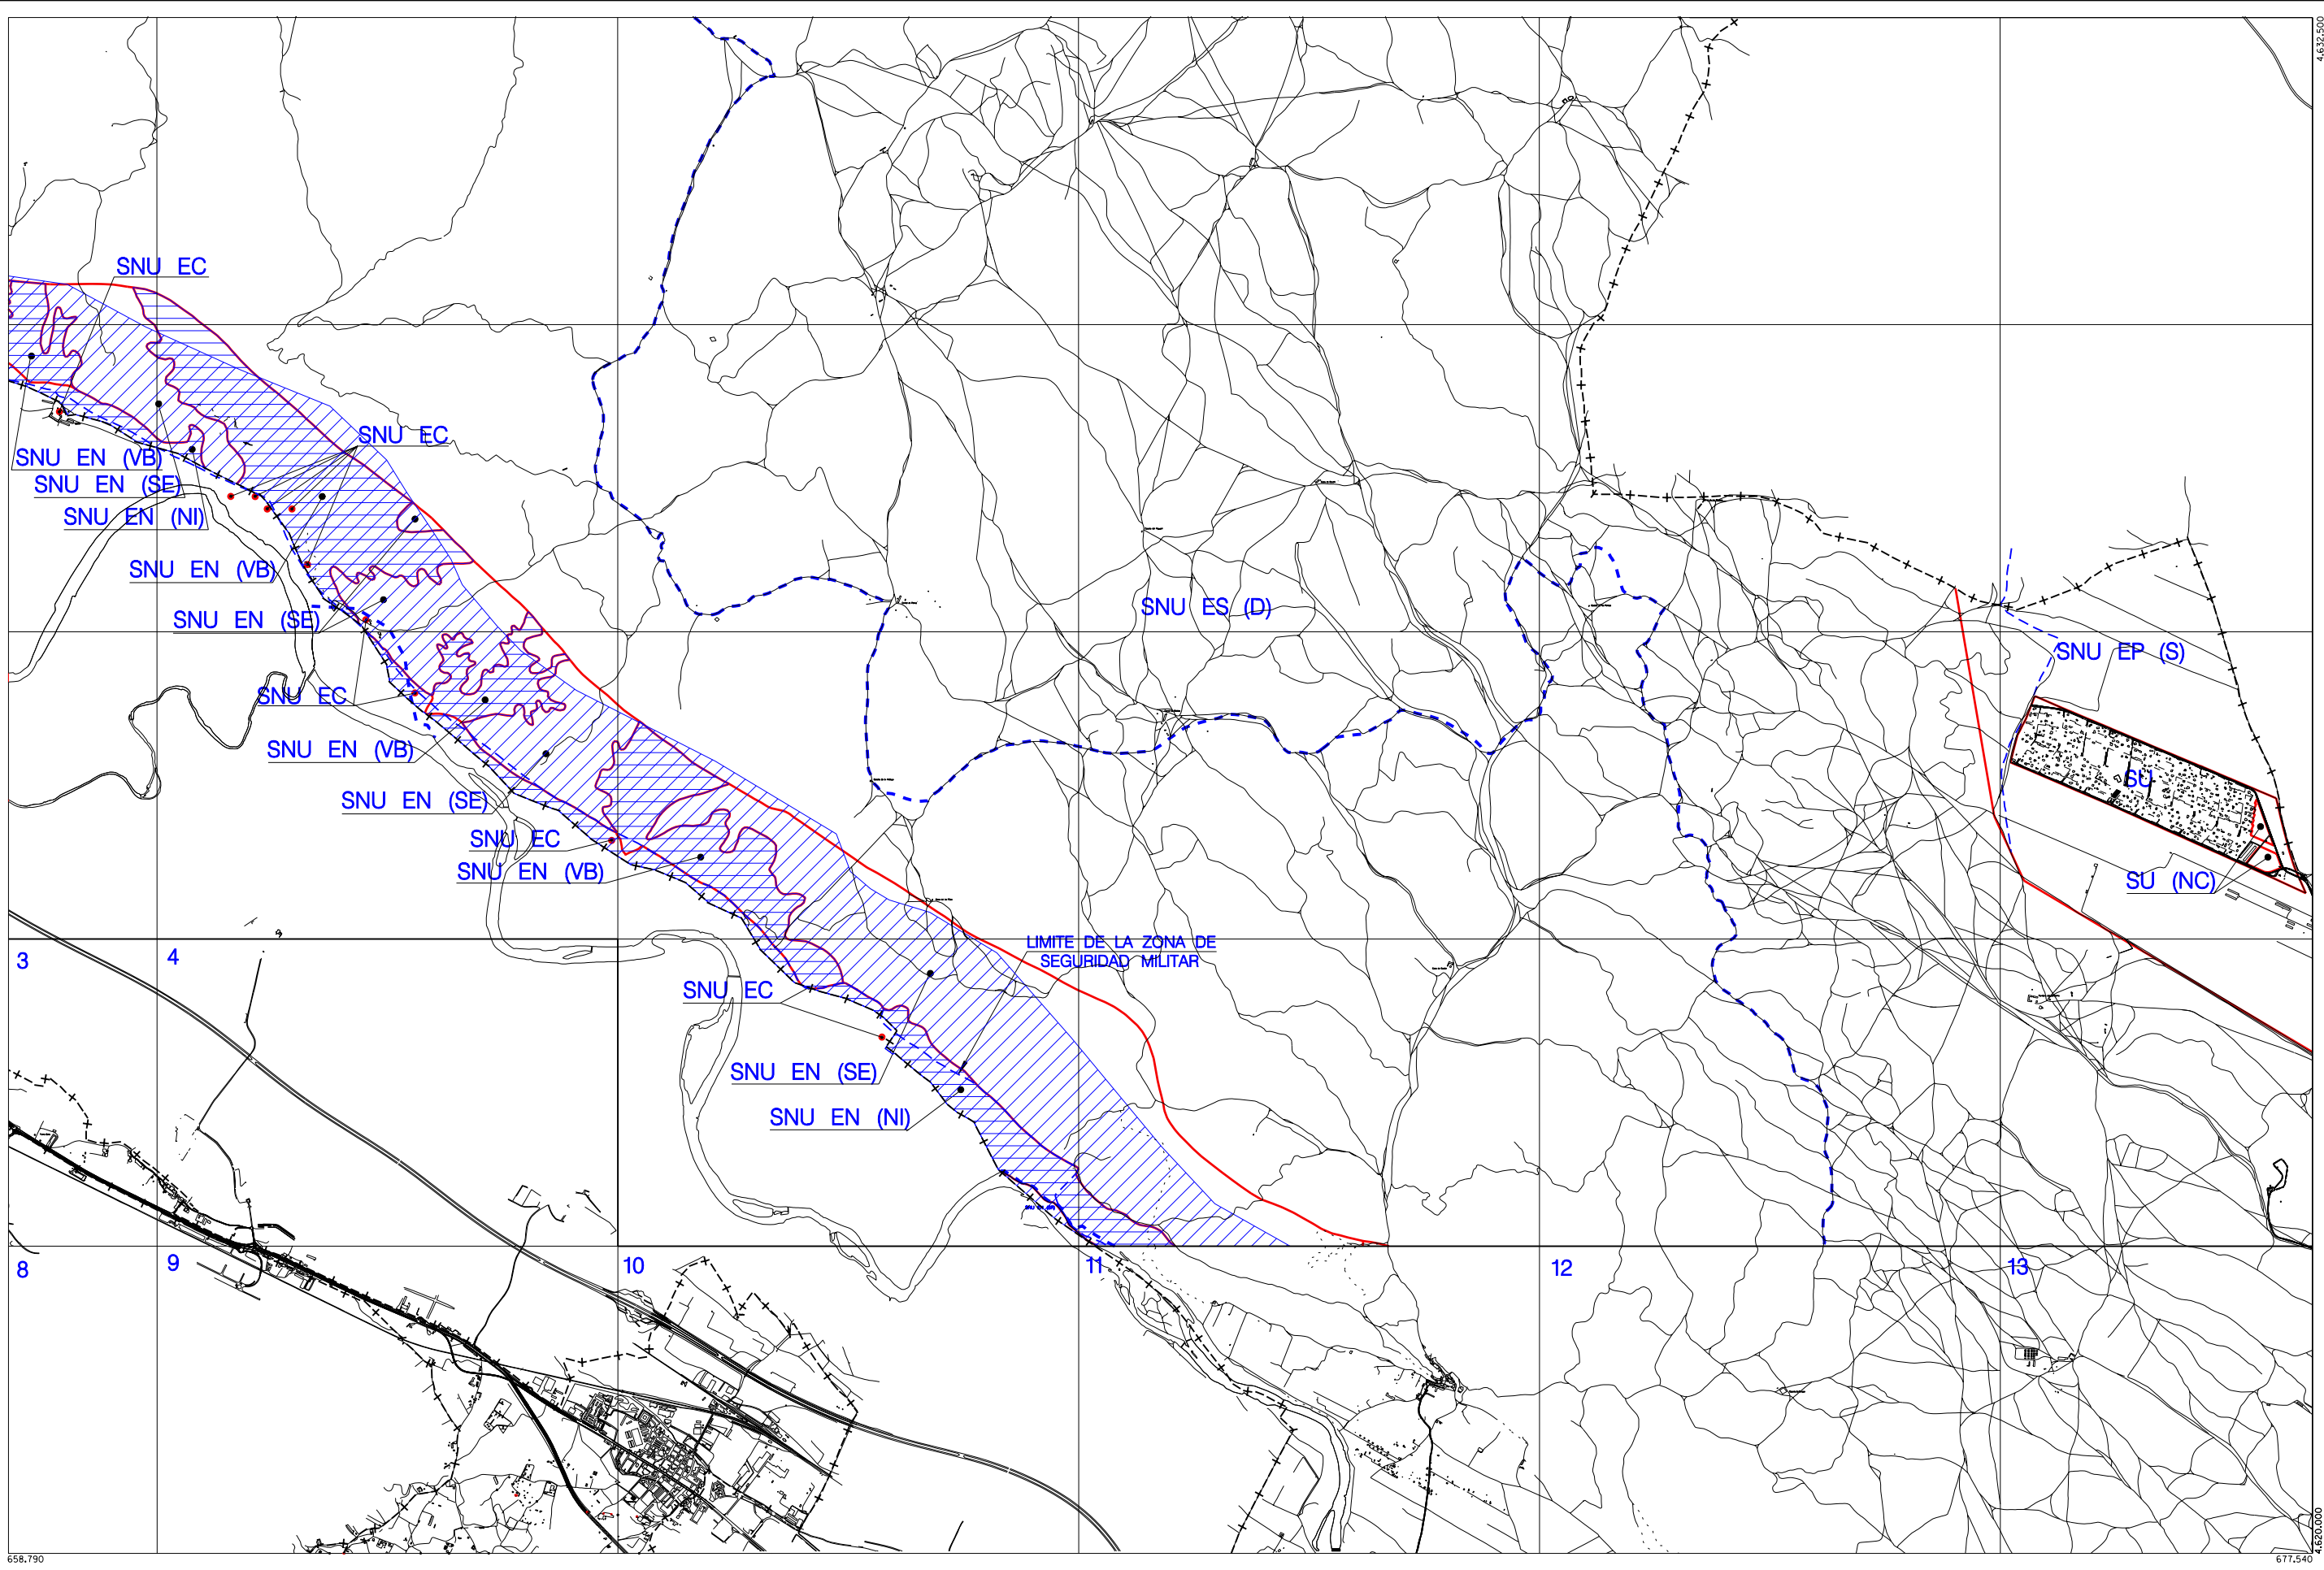 4.632.500
SNU EC
SNU EC
SNU EN (VB)
SNU EN (SE)
SNU EN (NI)
SNU EN (VB)
SNU EN (SE)
SNU ES (D)
SNU EP (S)
SNU EC
SNU EN (VB)
SU
SNU EN (SE)
SNU EC
SNU EN (VB)
SU (NC)
LIMITE DE LA ZONA DE
SEGURIDAD MILITAR
3
4
SNU EC
SNU EN (SE)
SNU EN (NI)
8
9
10
11
12
13
4.620.000
658.790
677.540